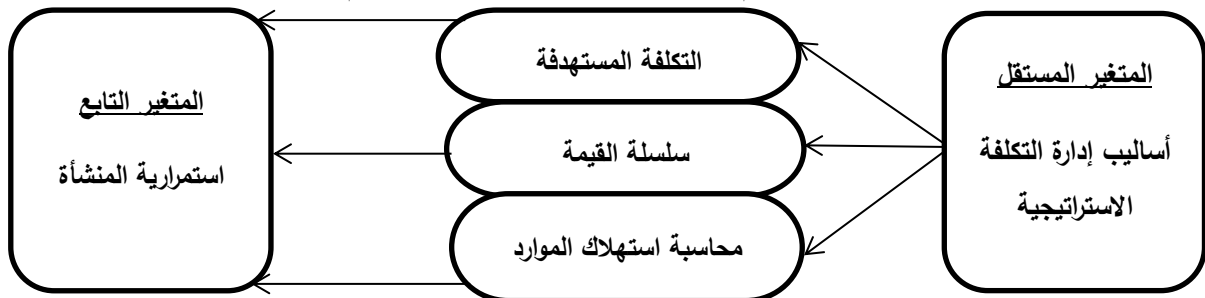 المتغير المستقل
أساليب إدارة التكلفة
الاستراتيجية
التكلفة المستهدفة
سلسلة القيمة
محاسبة استهلاك الموارد
المتغير التابع
استمرارية المنشأة